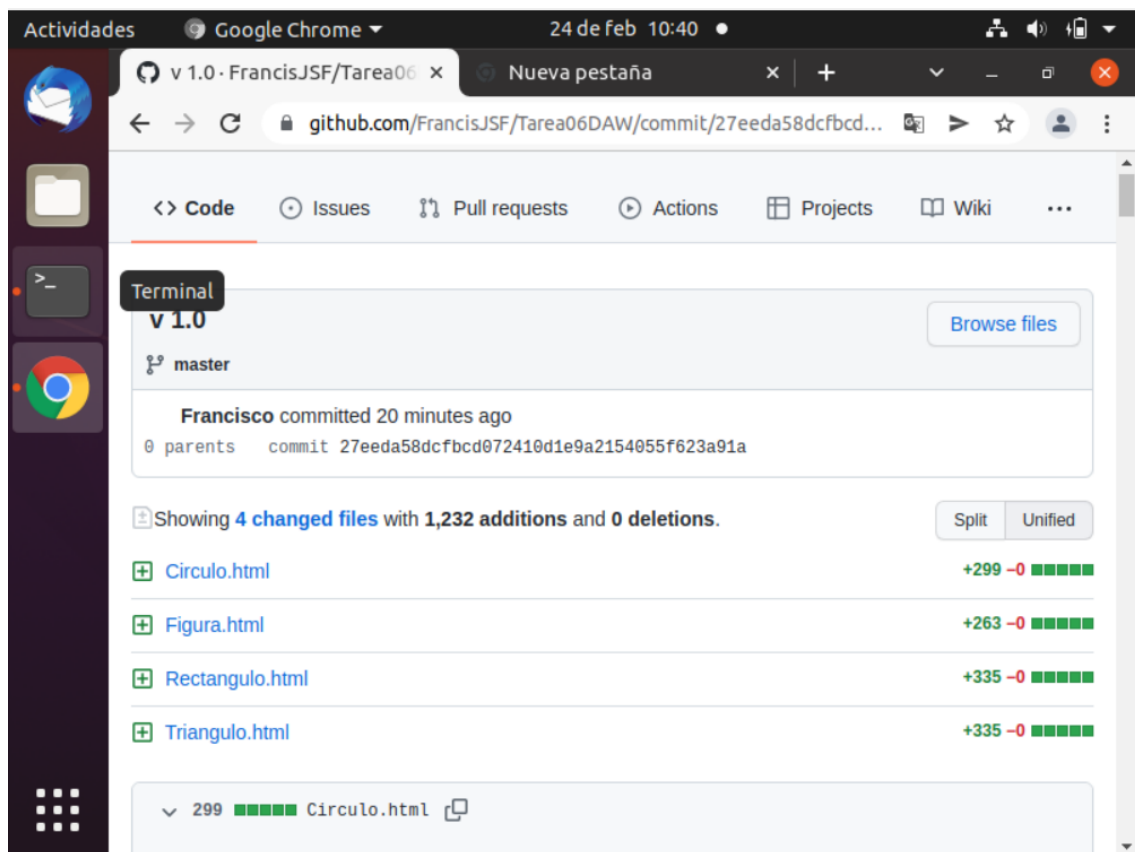 Actividades Google Chrome 24 de feb 10:40
v 1.0 · FrancisJSF/Tarea06 Nueva pestaña
github.com/FrancisJSF/Tarea06DAW/commit/27eeda58dcfbcd...
<> Code Issues Pull requests Actions Projects Wiki ...
Terminal
v 1.0 Browse files
master
Francisco committed 20 minutes ago
0 parents commit 27eeda58dcfbcd072410d1e9a2154055f623a91a
Showing 4 changed files with 1,232 additions and 0 deletions. Split Unified
Circulo.html +299 −0
Figura.html +263 −0
Rectangulo.html +335 −0
Triangulo.html +335 −0
299 Circulo.html